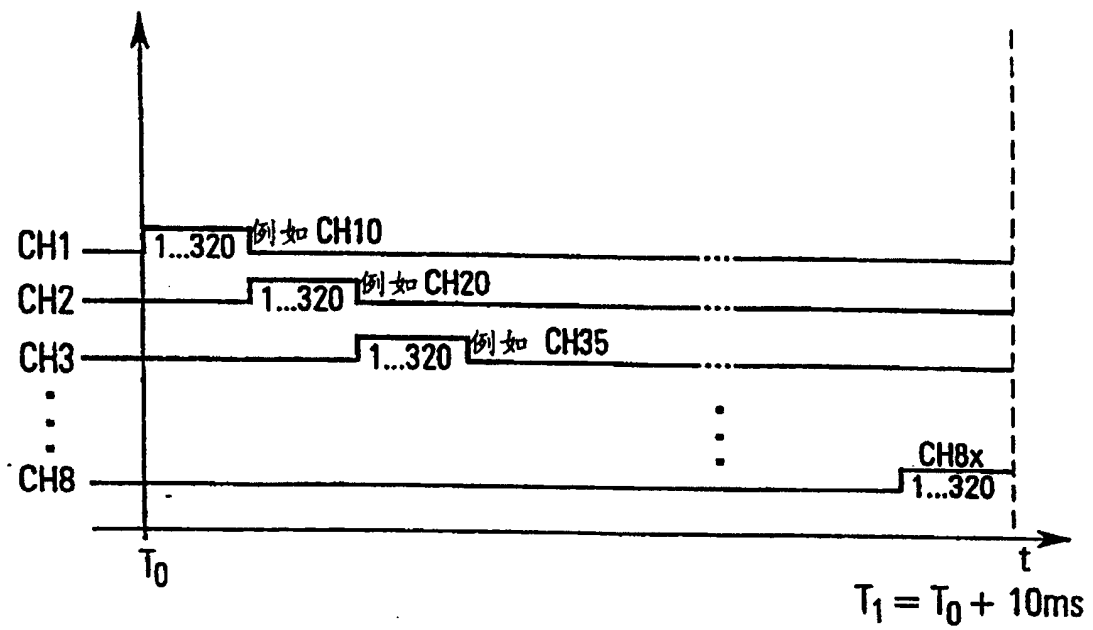 CH1 1...320 例如 CH10 ...
CH2 1...320 例如 CH20 ...
CH3 1...320 例如 CH35 ...
CH8 1...320 CH8x
T0 t
T1 = T0 + 10ms